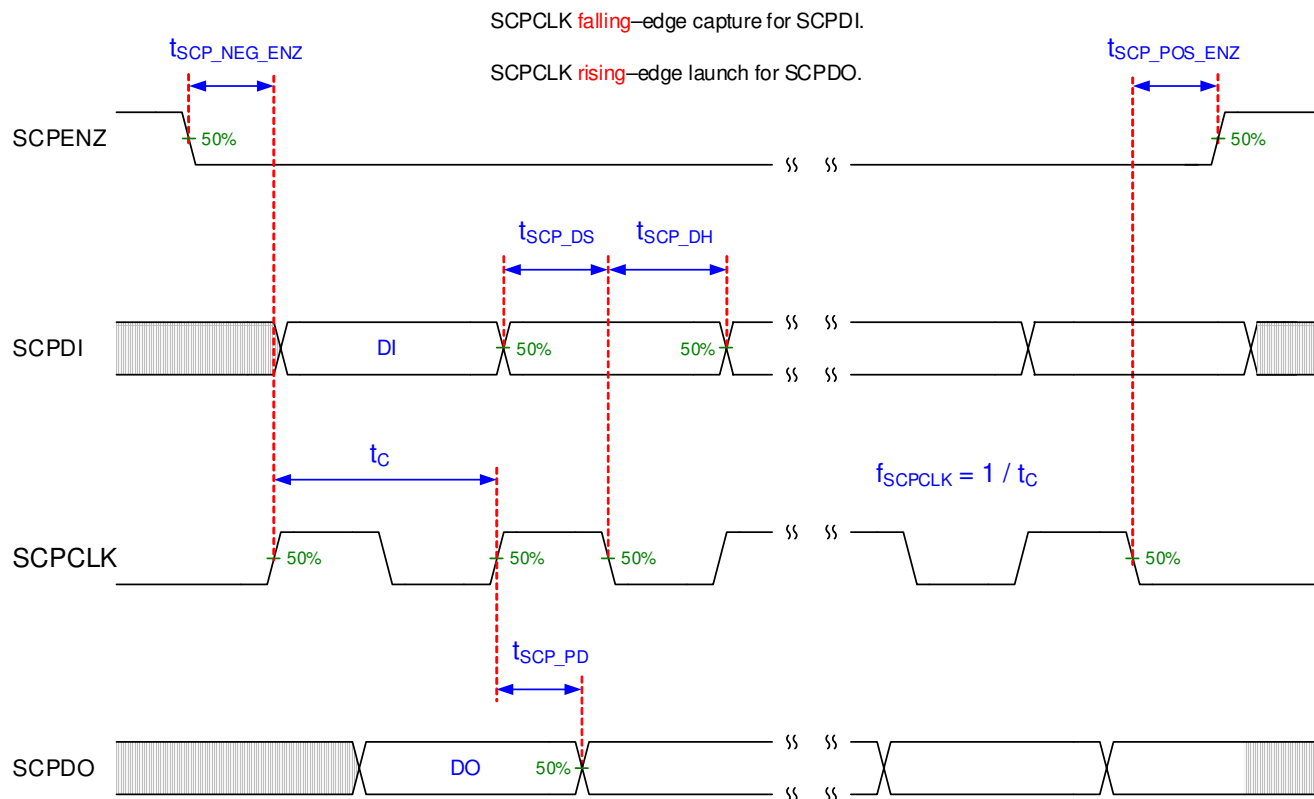 SCPCLK falling–edge capture for SCPDI.
SCPCLK rising–edge launch for SCPDO.
tSCP_NEG_ENZ
tSCP_POS_ENZ
SCPENZ
50%
50%
tSCP_DS
tSCP_DH
SCPDI
DI
50%
50%
tC
fSCPCLK = 1 / tC
SCPCLK
50%
50%
50%
50%
tSCP_PD
SCPDO
DO
50%